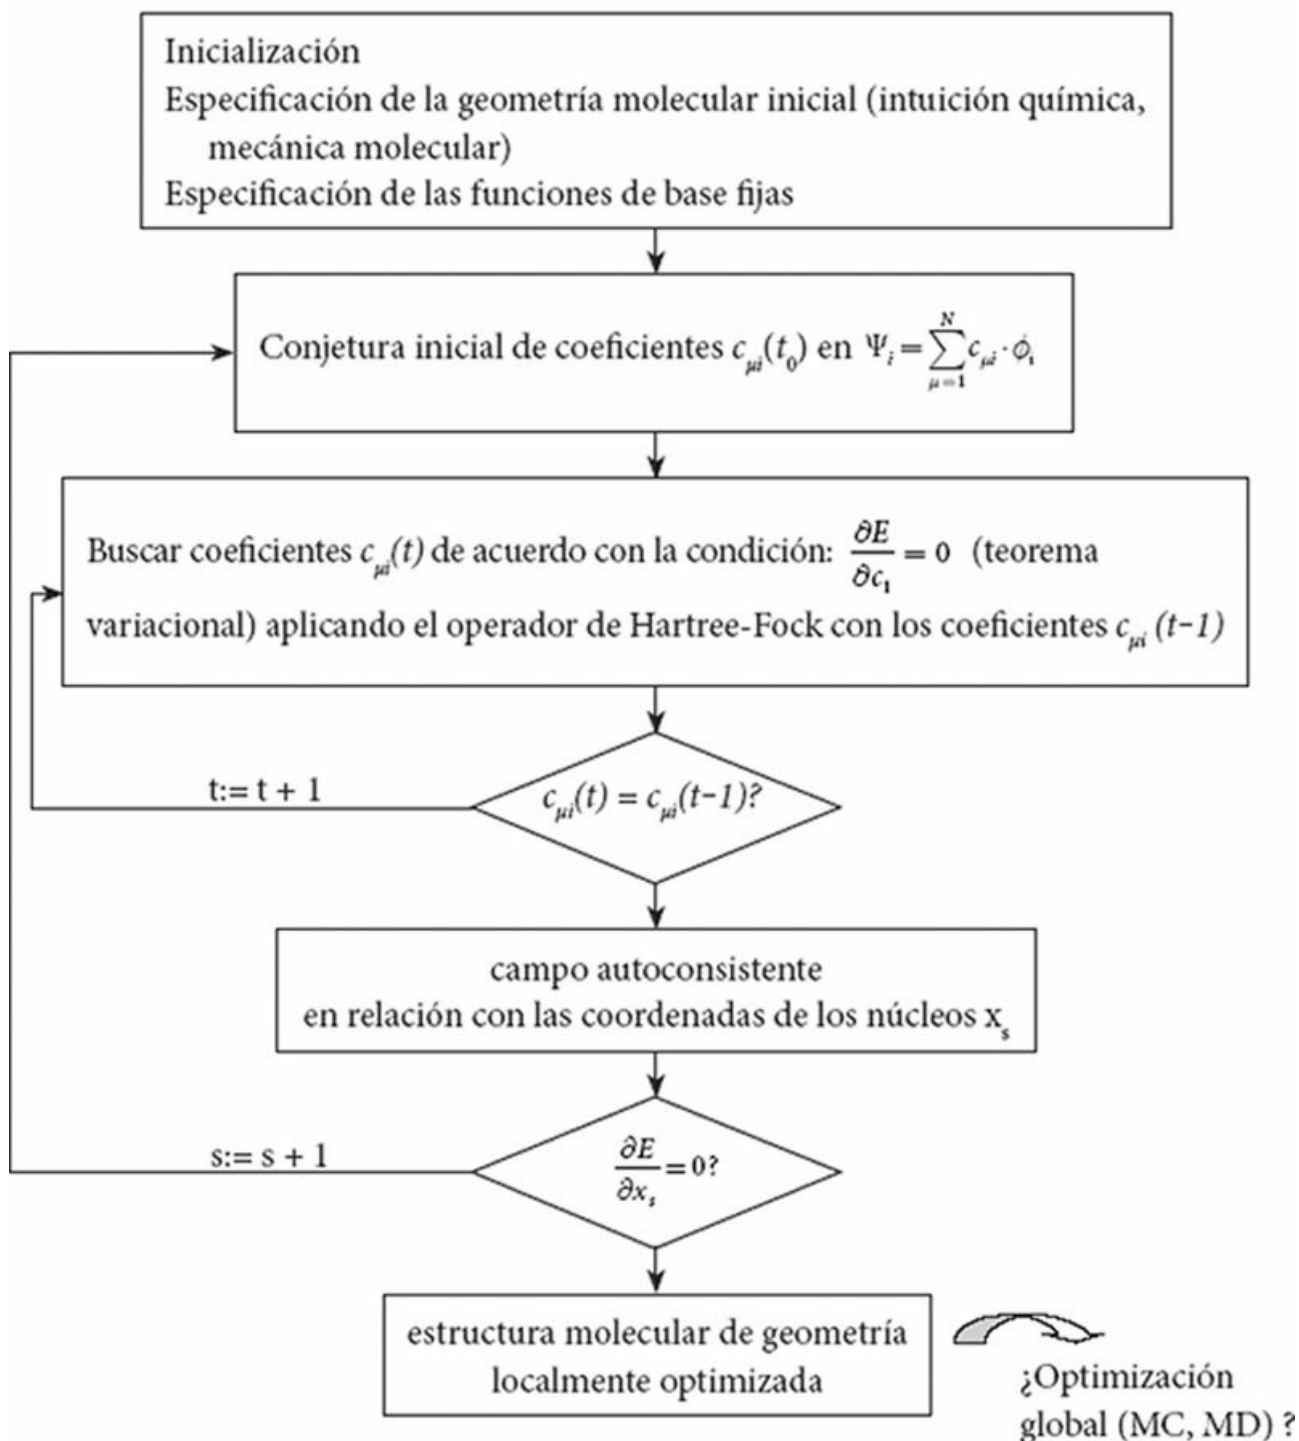 Inicialización
Especificación de la geometría molecular inicial (intuición química,
mecánica molecular)
Especificación de las funciones de base fijas
Conjetura inicial de coeficientes c_μi(t_0) en Ψ_i = ∑_{μ=1}^{N} c_μi · ϕ_i
Buscar coeficientes c_μi(t) de acuerdo con la condición: ∂E/∂c_1 = 0 (teorema
variacional) aplicando el operador de Hartree-Fock con los coeficientes c_μi (t−1)
t:= t + 1
c_μi(t) = c_μi(t−1)?
campo autoconsistente
en relación con las coordenadas de los núcleos x_s
s:= s + 1
∂E/∂x_s = 0?
estructura molecular de geometría
localmente optimizada
¿Optimización
global (MC, MD) ?